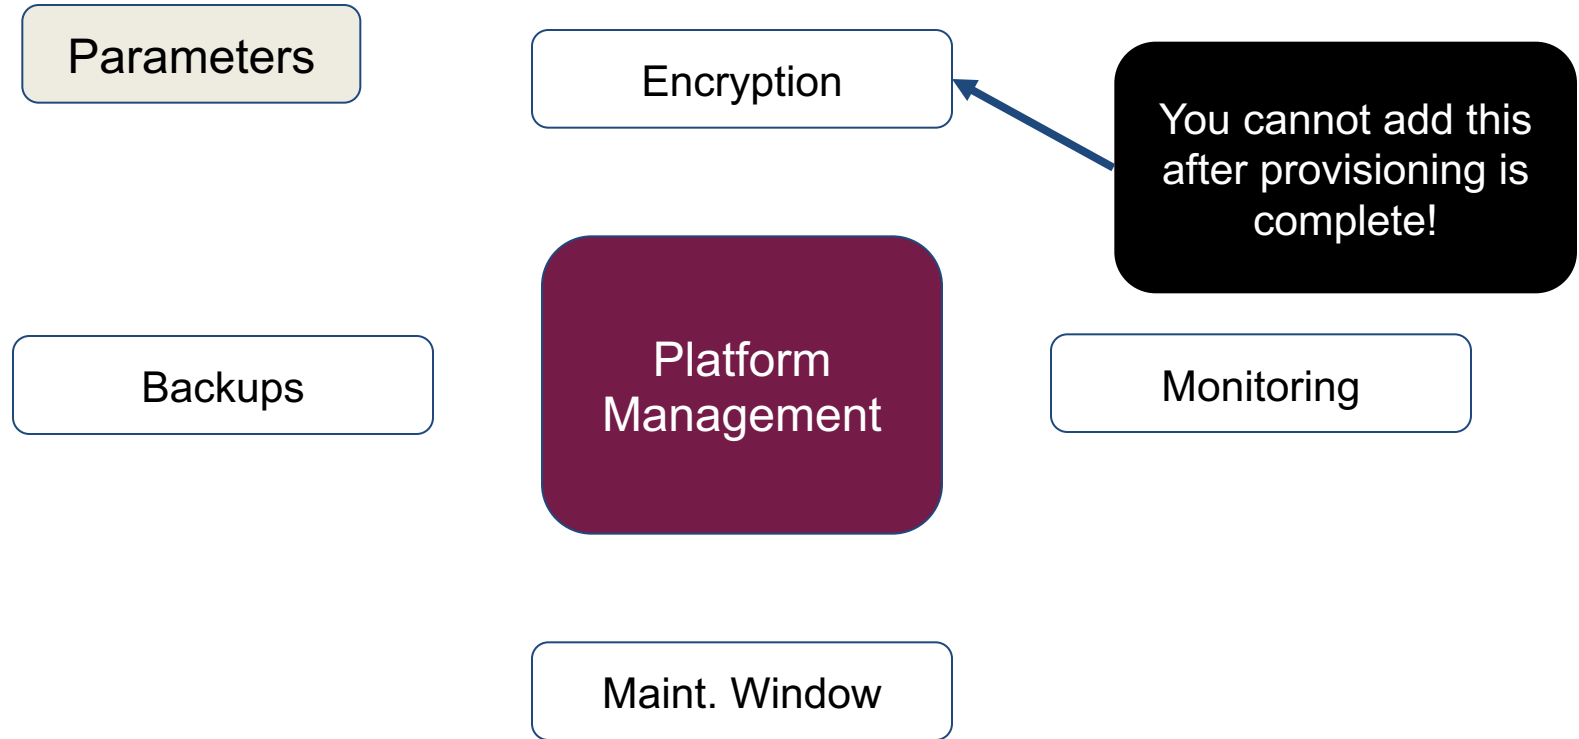 Parameters
Encryption
You cannot add this
after provisioning is
complete!
Platform
Management
Backups
Monitoring
Maint. Window